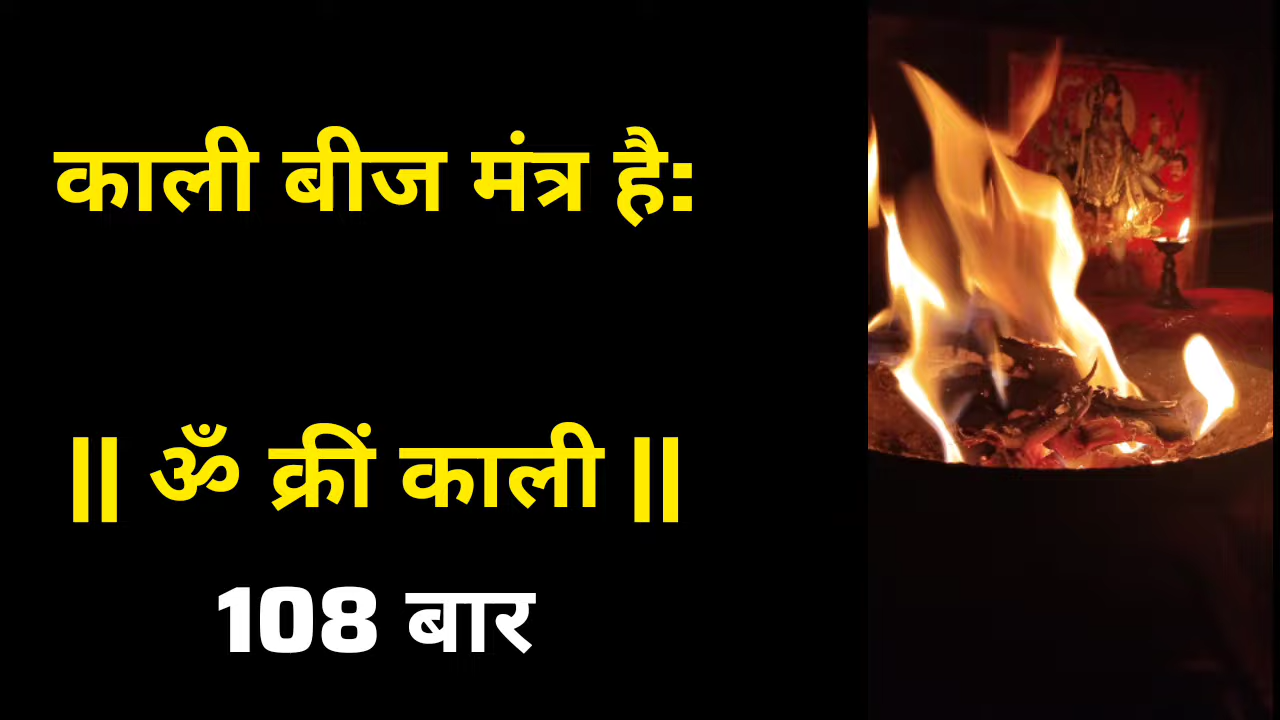 काली बीज मंत्र है:
|| ॐ क्रीं काली ||
108 बार